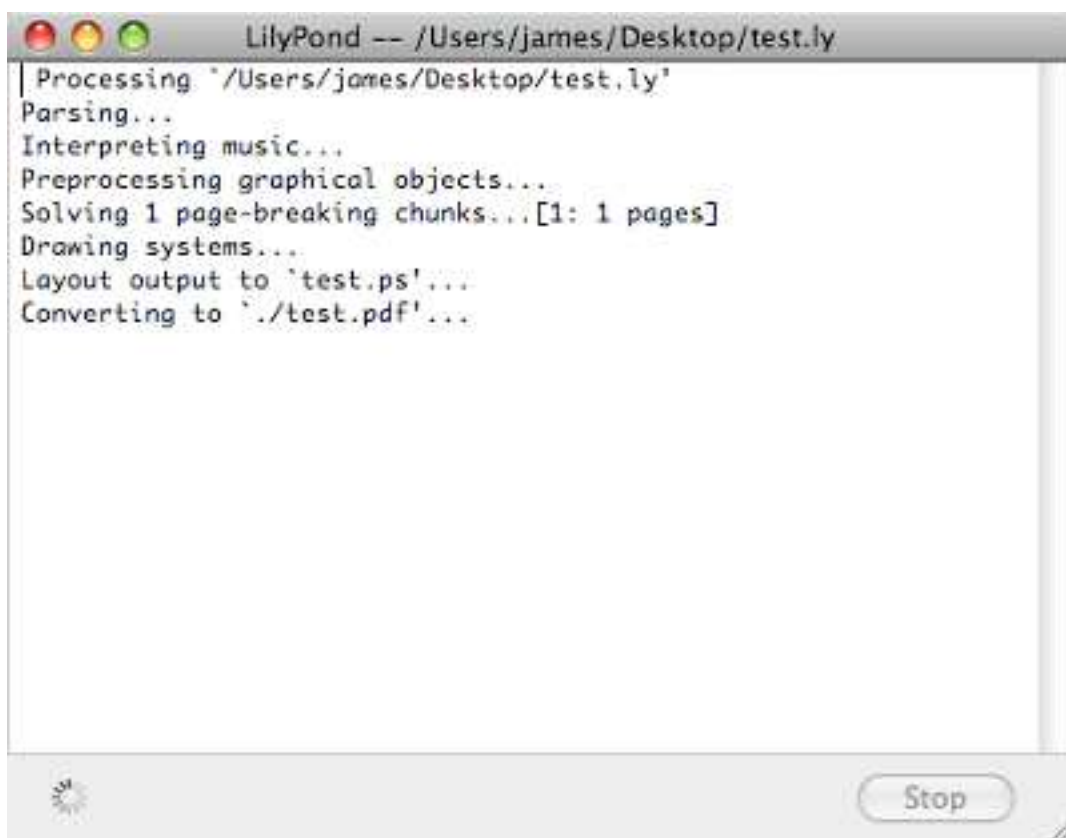 LilyPond -- /Users/james/Desktop/test.ly
Processing `/Users/james/Desktop/test.ly'
Parsing...
Interpreting music...
Preprocessing graphical objects...
Solving 1 page-breaking chunks...[1: 1 pages]
Drawing systems...
Layout output to `test.ps'...
Converting to `./test.pdf'...
Stop